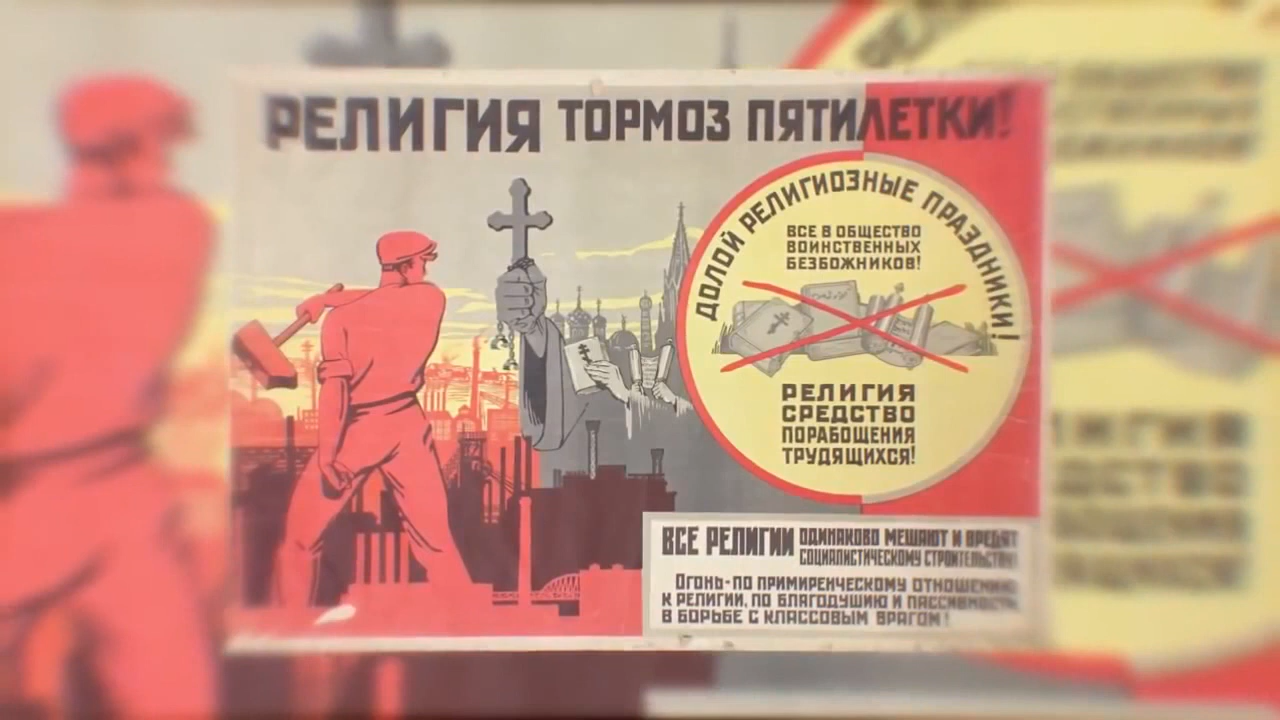 РЕЛИГИЯ ТОРМОЗ ПЯТИЛЕТКИ!
ДОЛОЙ РЕЛИГИОЗНЫЕ ПРАЗДНИКИ!
ВСЕ В ОБЩЕСТВО
ВОИНСТВЕННЫХ
БЕЗБОЖНИКОВ!
РЕЛИГИЯ
СРЕДСТВО
ПОРАБОЩЕНИЯ
ТРУДЯЩИХСЯ!
ВСЕ РЕЛИГИИ ОДИНАКОВО МЕШАЮТ И ВРЕДЯТ
СОЦИАЛИСТИЧЕСКОМУ СТРОИТЕЛЬСТВУ!
ОГОНЬ-ПО ПРИМИРЕНЧЕСКОМУ ОТНОШЕНИЮ
К РЕЛИГИИ, ПО БЛАГОДУШИЮ И ПАССИВНОСТИ
В БОРЬБЕ С КЛАССОВЫМ ВРАГОМ!